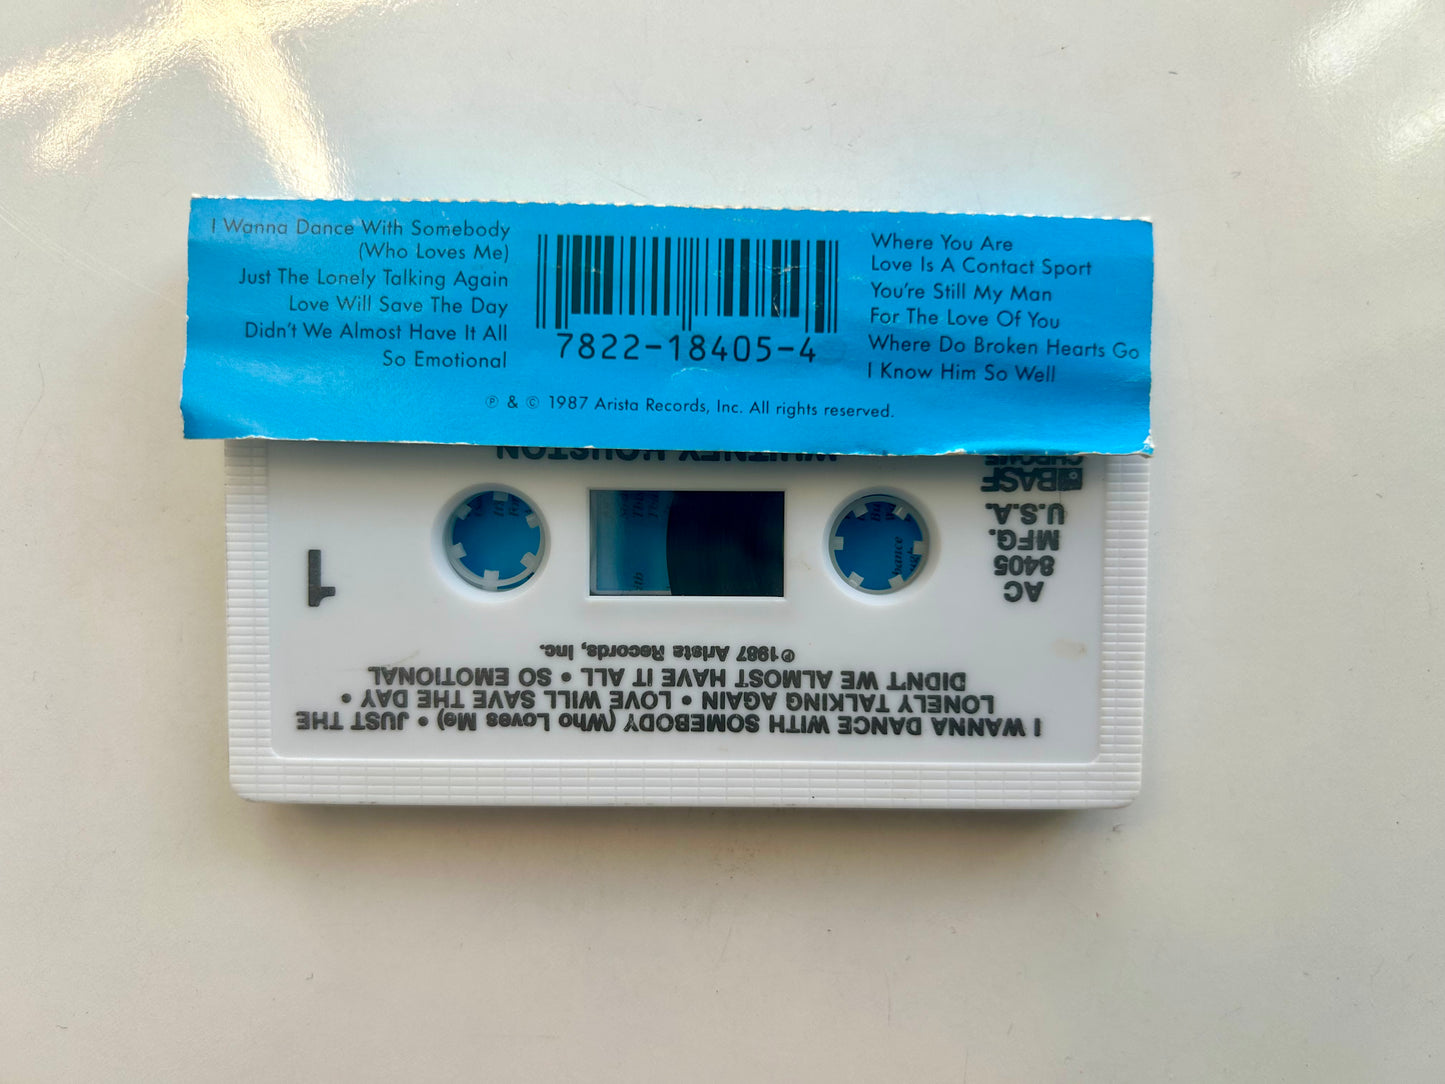 I Wanna Dance With Somebody
(Who Loves Me)
Just The Lonely Talking Again
Love Will Save The Day
Didn't We Almost Have It All
So Emotional
7822-18405-4
Where You Are
Love Is A Contact Sport
You're Still My Man
For The Love Of You
Where Do Broken Hearts Go
I Know Him So Well
℗ & © 1987 Arista Records, Inc. All rights reserved.
I WANNA DANCE WITH SOMEBODY (Who Loves Me) • JUST THE
LONELY TALKING AGAIN • LOVE WILL SAVE THE DAY •
DIDN'T WE ALMOST HAVE IT ALL • SO EMOTIONAL
℗1987 Arista Records, Inc.
1
AC
8405
MFG.
U.S.A.
BASF
CHROME
WHITNEY HOUSTON